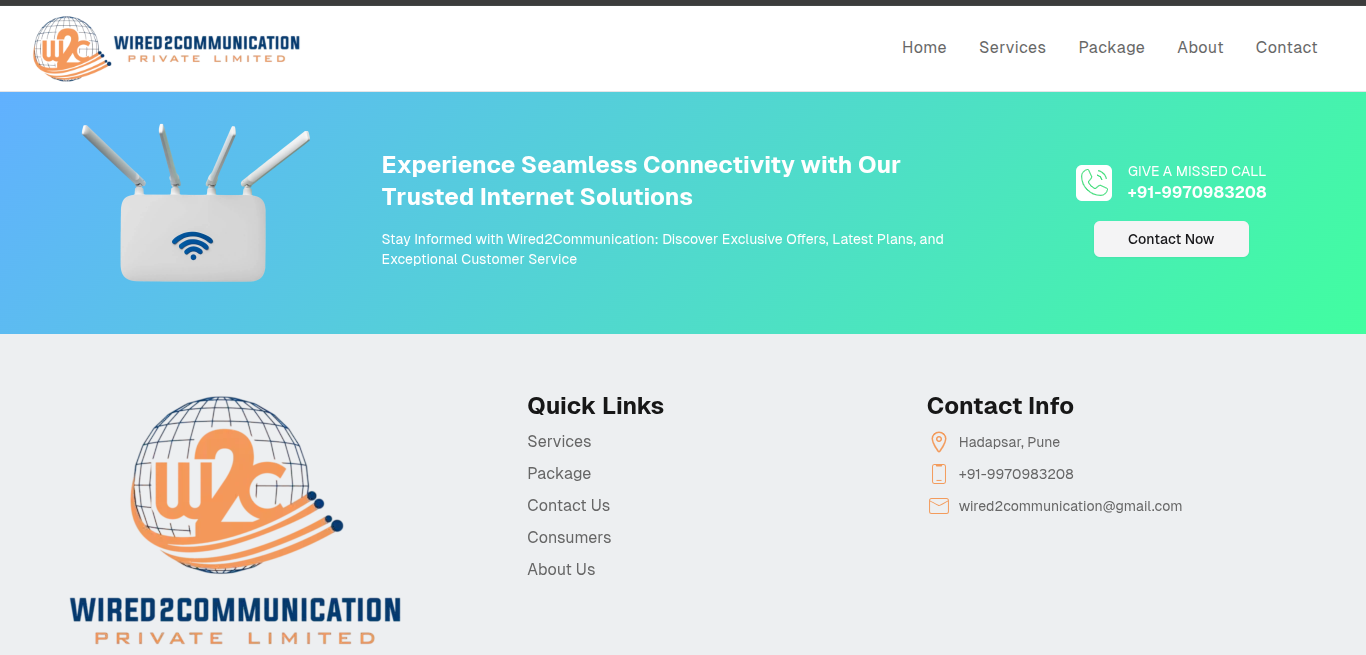 W2C
WIRED2COMMUNICATION
PRIVATE LIMITED
Home Services Package About Contact
Experience Seamless Connectivity with Our
Trusted Internet Solutions
Stay Informed with Wired2Communication: Discover Exclusive Offers, Latest Plans, and
Exceptional Customer Service
GIVE A MISSED CALL
+91-9970983208
Contact Now
W2C
WIRED2COMMUNICATION
PRIVATE LIMITED
Quick Links
Services
Package
Contact Us
Consumers
About Us
Contact Info
Hadapsar, Pune
+91-9970983208
wired2communication@gmail.com